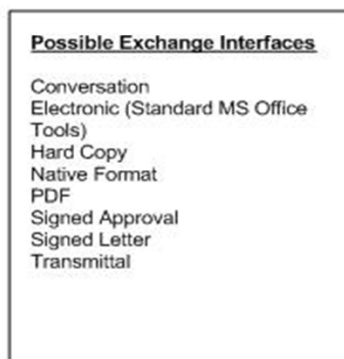 Possible Exchange Interfaces
Conversation
Electronic (Standard MS Office
Tools)
Hard Copy
Native Format
PDF
Signed Approval
Signed Letter
Transmittal